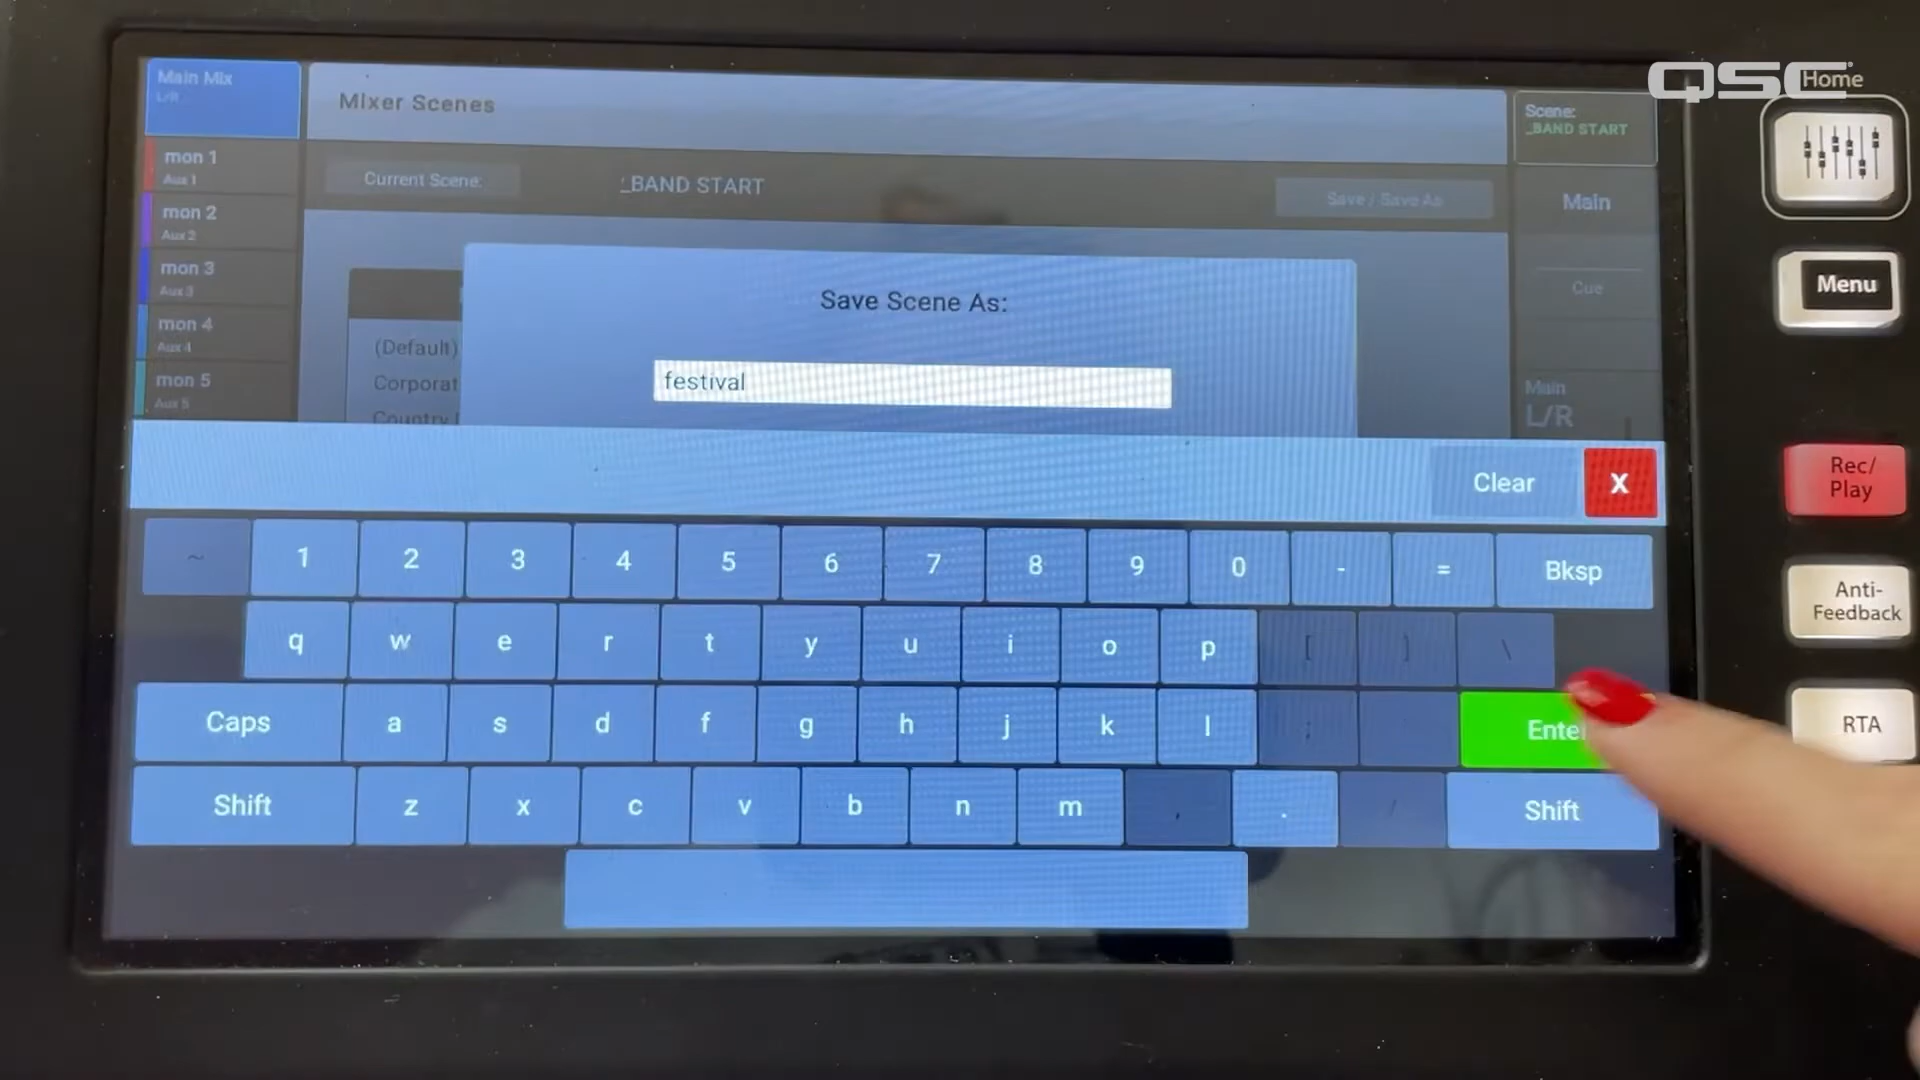 QSC
Home
Main Mix
L/R
Mixer Scenes
Scene:
_BAND START
mon 1
Aux 1
Current Scene:
_BAND START
Save / Save As
Main
mon 2
Aux 2
mon 3
Aux 3
Cue
Menu
Save Scene As:
mon 4
Aux 4
(Default)
festival
mon 5
Aux 5
Corporat
Country
Main
L/R
Clear
X
Rec/
Play
~ 1 2 3 4 5 6 7 8 9 0 - = Bksp
Anti-
Feedback
q w e r t y u i o p [ ] \
Caps a s d f g h j k l ; Enter
RTA
Shift z x c v b n m , . / Shift